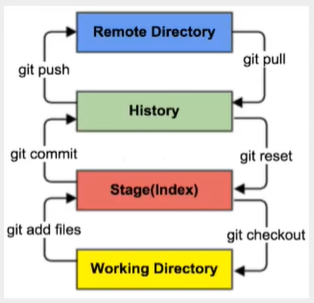 Remote Directory
git push
git pull
History
git commit
git reset
Stage(Index)
git add files
git checkout
Working Directory